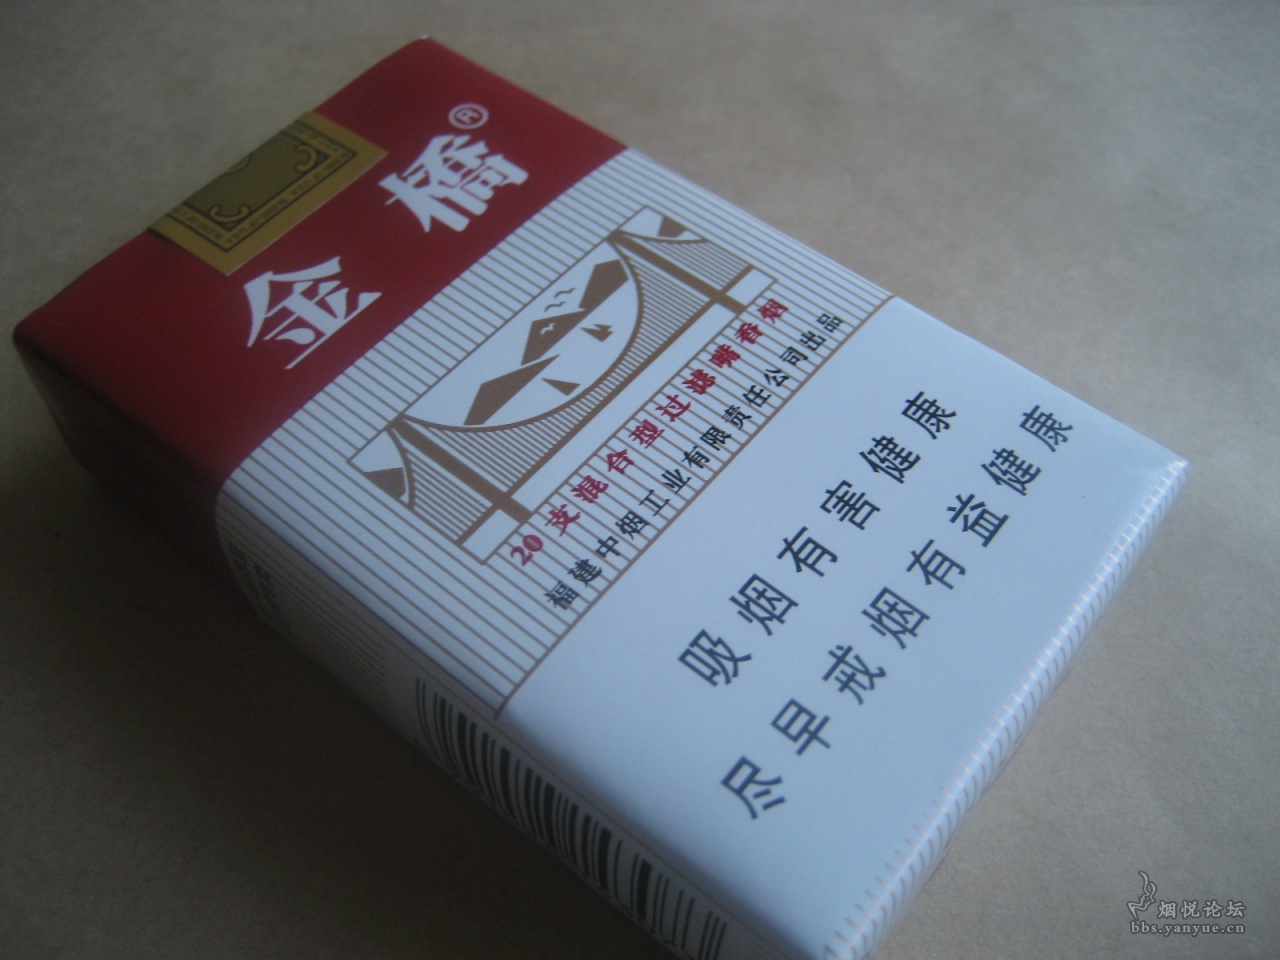 金橋®
20支混合型过滤嘴香烟
福建中烟工业有限责任公司出品
吸烟有害健康
尽早戒烟有益健康
烟悦论坛
bbs.yanyue.cn